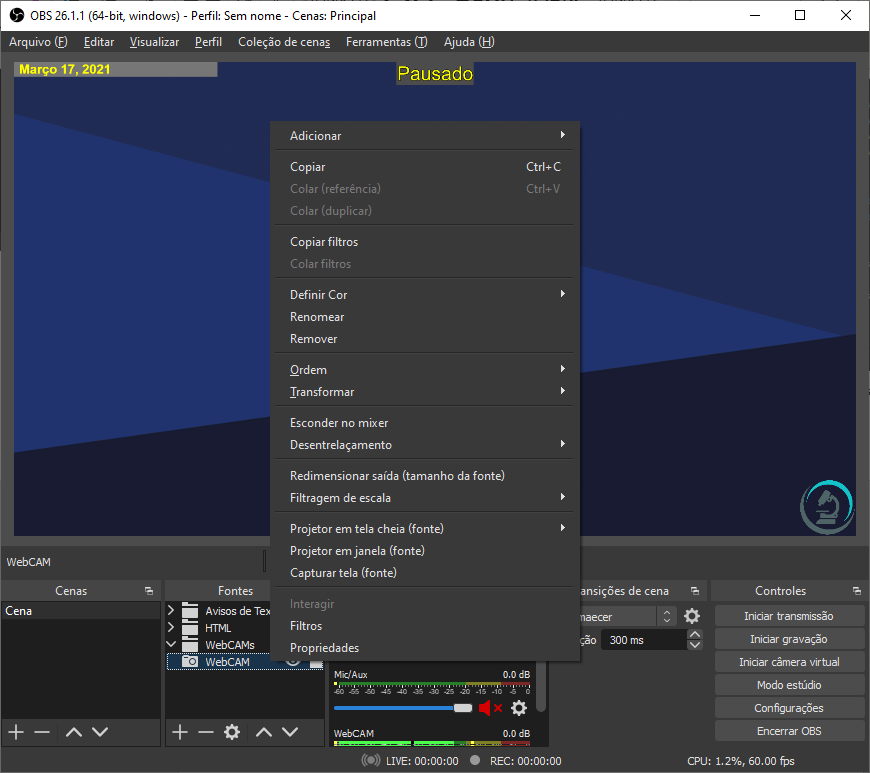 OBS 26.1.1 (64-bit, windows) - Perfil: Sem nome - Cenas: Principal
Arquivo (F) Editar Visualizar Perfil Coleção de cenas Ferramentas (T) Ajuda (H)
Março 17, 2021
Pausado
Adicionar
Copiar Ctrl+C
Colar (referência) Ctrl+V
Colar (duplicar)
Copiar filtros
Colar filtros
Definir Cor
Renomear
Remover
Ordem
Transformar
Esconder no mixer
Desentrelaçamento
Redimensionar saída (tamanho da fonte)
Filtragem de escala
Projetor em tela cheia (fonte)
Projetor em janela (fonte)
Capturar tela (fonte)
Interagir
Filtros
Propriedades
WebCAM
Cenas
Cena
Fontes
Avisos de Tex
HTML
WebCAMs
WebCAM
Mic/Aux 0.0 dB
-60 -55 -50 -45 -40 -35 -30 -25 -20 -15 -10 -5 0
WebCAM 0.0 dB
ansições de cena
maecer
ção 300 ms
Controles
Iniciar transmissão
Iniciar gravação
Iniciar câmera virtual
Modo estúdio
Configurações
Encerrar OBS
LIVE: 00:00:00 REC: 00:00:00 CPU: 1.2%, 60.00 fps